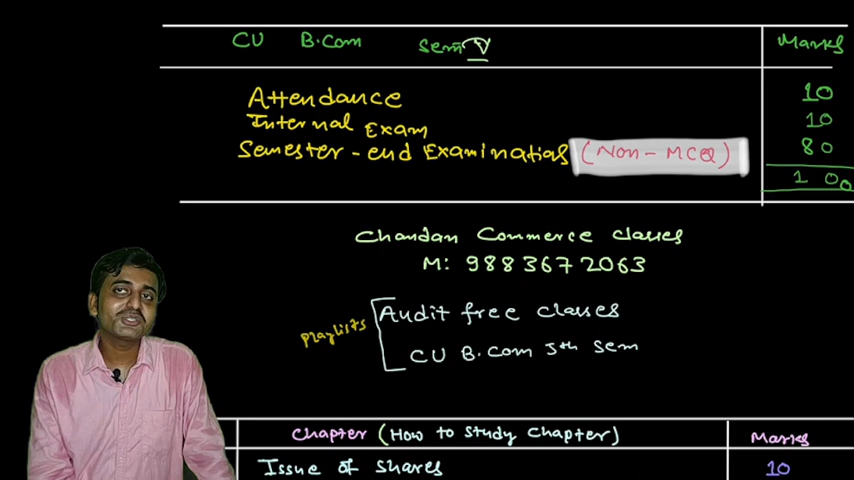 CU B.Com Sem V Marks
Attendance 10
Internal Exam 10
Semester-end Examinations (Non-MCQ) 80
100
Chandan Commerce Classes
M: 9883672063
playlists
Audit free classes
CU B.Com 5th Sem
Chapter (How to Study Chapter) Marks
Issue of Shares 10